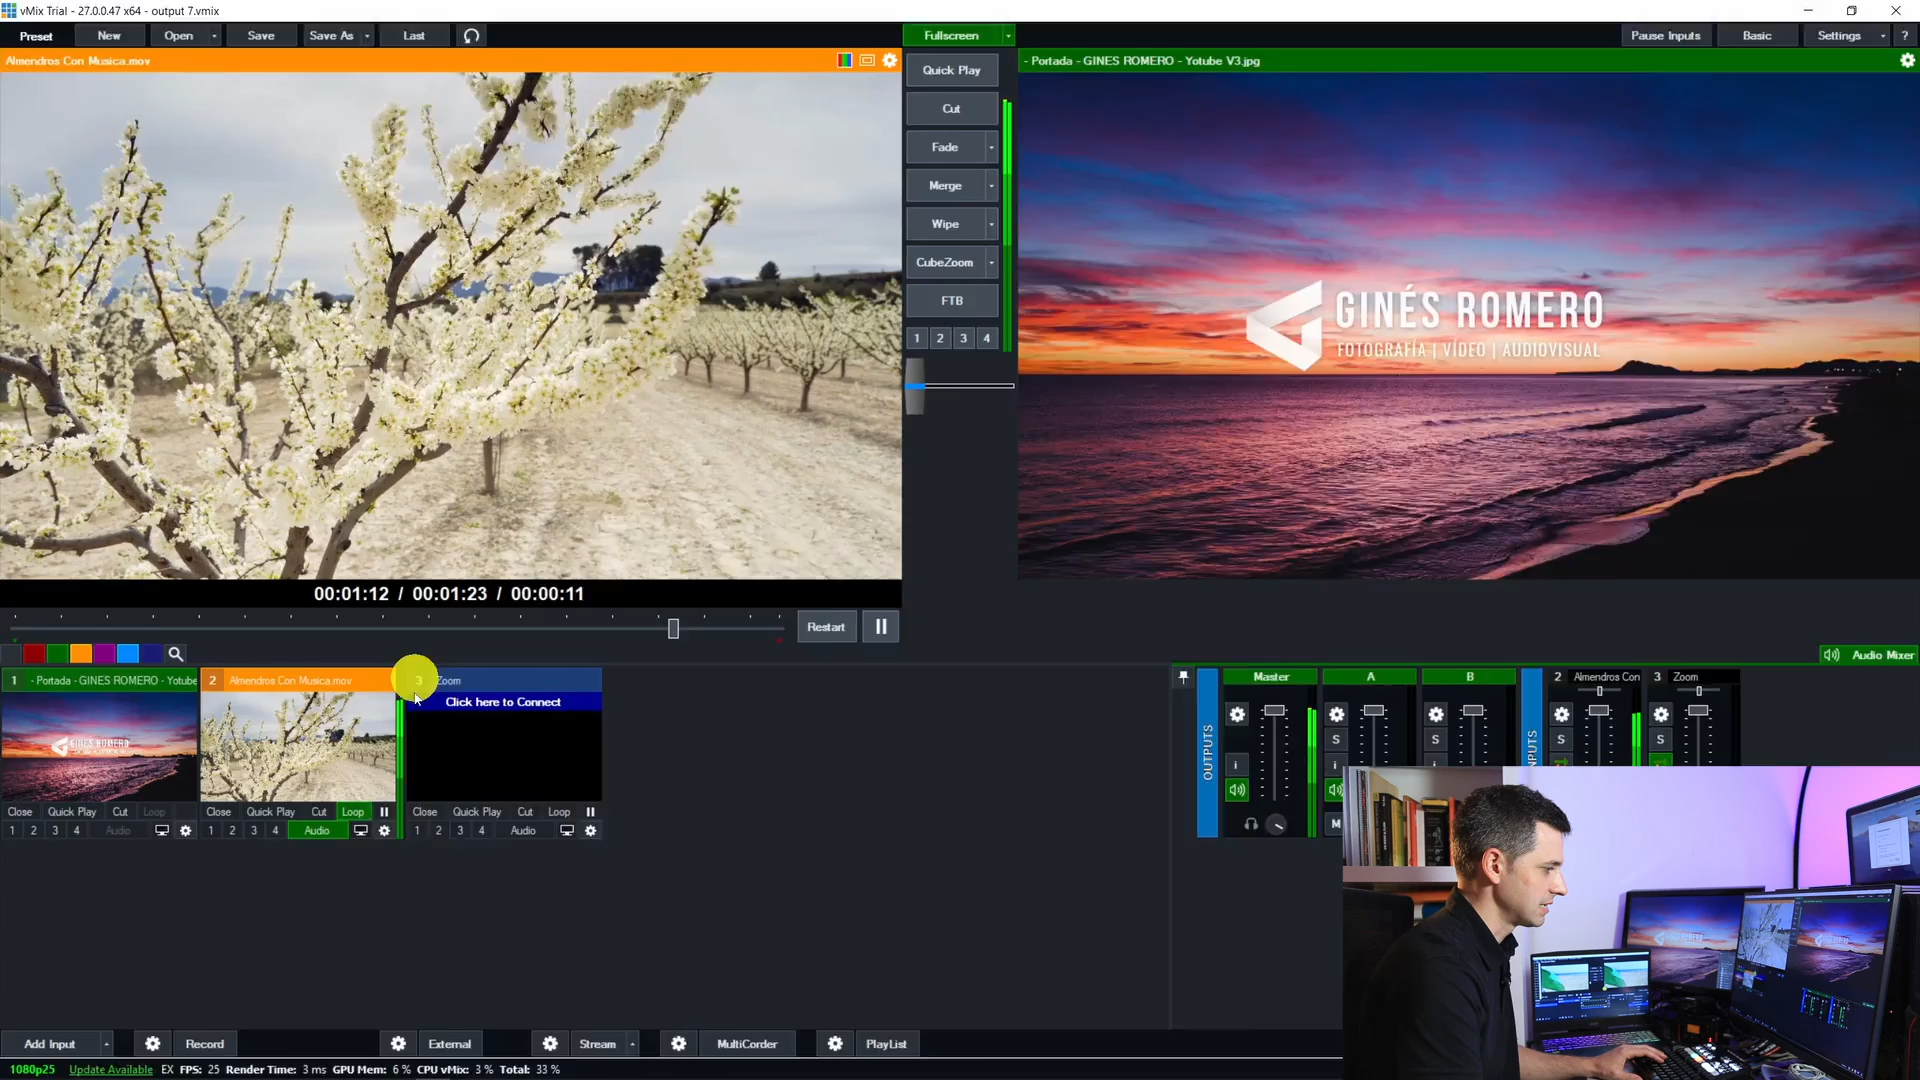 vMix Trial - 27.0.0.47 x64 - output 7.vmix
Preset New Open Save Save As Last Fullscreen Pause Inputs Basic Settings ?
Almendros Con Musica.mov
- Portada - GINES ROMERO - Yotube V3.jpg
Quick Play
Cut
Fade
Merge
Wipe
CubeZoom
FTB
1 2 3 4
GINÉS ROMERO
FOTOGRAFÍA | VÍDEO | AUDIOVISUAL
00:01:12 / 00:01:23 / 00:00:11
Restart
Audio Mixer
1 - Portada - GINES ROMERO - Yotube
2 Almendros Con Musica.mov
3 Zoom
Click here to Connect
GINÉS ROMERO
Close Quick Play Cut Loop
Close Quick Play Cut Loop
Close Quick Play Cut Loop
1 2 3 4 Audio
1 2 3 4 Audio
1 2 3 4 Audio
OUTPUTS
Master
A
B
INPUTS
2 Almendros Con
3 Zoom
S S S S
M
Add Input Record External Stream MultiCorder PlayList
1080p25 Update Available EX FPS: 25 Render Time: 3 ms GPU Mem: 6 % CPU vMix: 3 % Total: 33 %